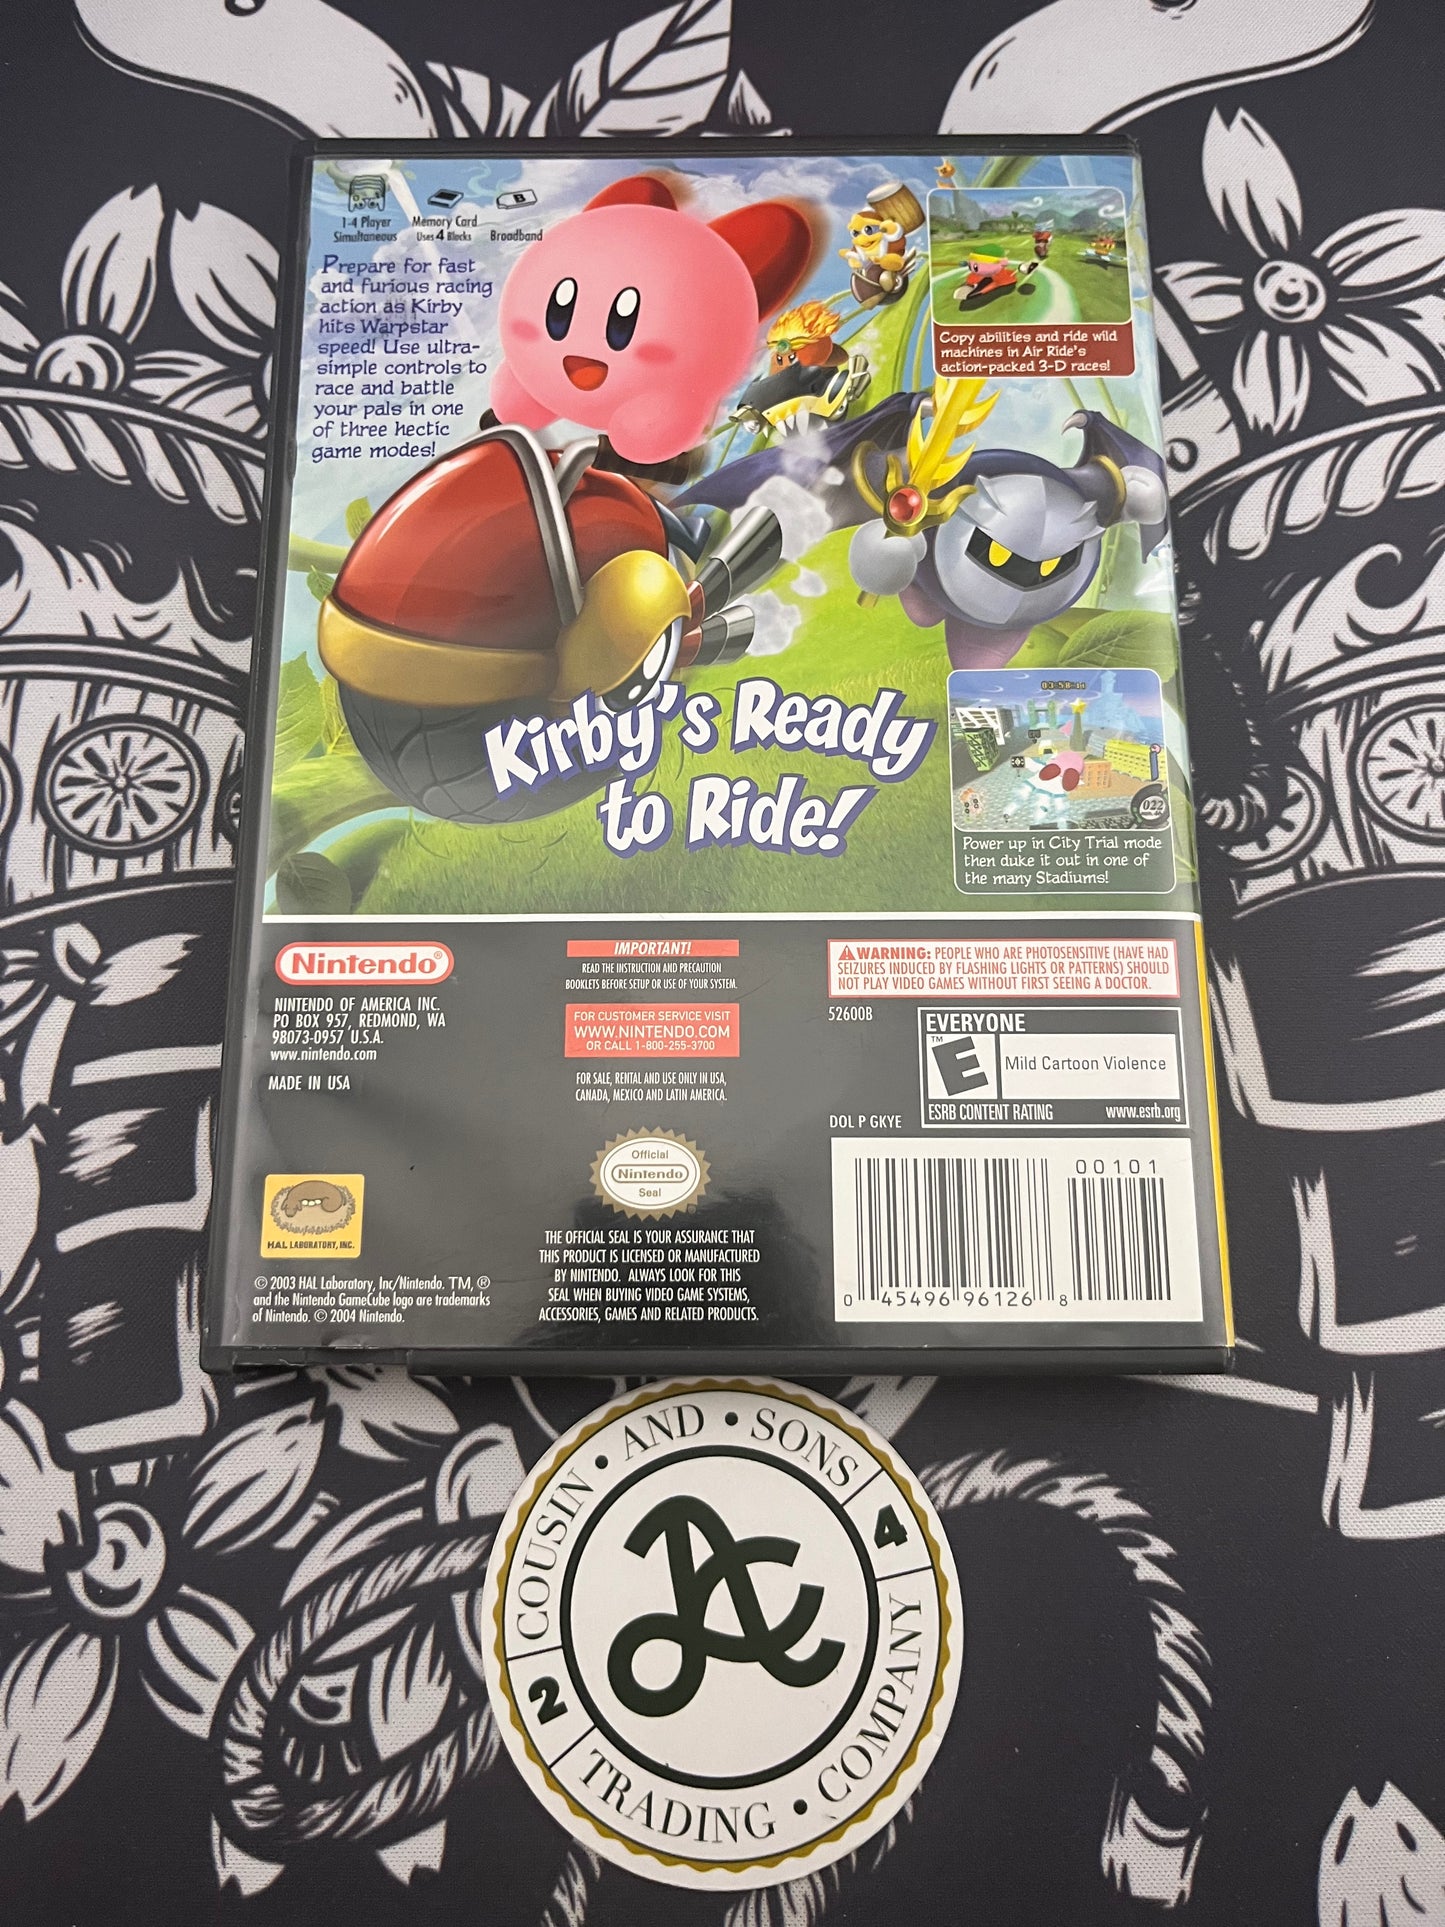 1-4 Player
Simultaneous
Memory Card
Uses 4 Blocks
B
Broadband
Prepare for fast
and furious racing
action as Kirby
hits Warpstar
speed! Use ultra-
simple controls to
race and battle
your pals in one
of three hectic
game modes!
Copy abilities and ride wild
machines in Air Ride's
action-packed 3-D races!
Kirby's Ready
to Ride!
03:58:11
022
Power up in City Trial mode
then duke it out in one of
the many Stadiums!
Nintendo®
NINTENDO OF AMERICA INC.
PO BOX 957, REDMOND, WA
98073-0957 U.S.A.
www.nintendo.com
MADE IN USA
HAL LABORATORY, INC.
© 2003 HAL Laboratory, Inc/Nintendo. TM, ®
and the Nintendo GameCube logo are trademarks
of Nintendo. © 2004 Nintendo.
IMPORTANT!
READ THE INSTRUCTION AND PRECAUTION
BOOKLETS BEFORE SETUP OR USE OF YOUR SYSTEM.
FOR CUSTOMER SERVICE VISIT
WWW.NINTENDO.COM
OR CALL 1-800-255-3700
FOR SALE, RENTAL AND USE ONLY IN USA,
CANADA, MEXICO AND LATIN AMERICA.
Official
Nintendo
Seal
THE OFFICIAL SEAL IS YOUR ASSURANCE THAT
THIS PRODUCT IS LICENSED OR MANUFACTURED
BY NINTENDO. ALWAYS LOOK FOR THIS
SEAL WHEN BUYING VIDEO GAME SYSTEMS,
ACCESSORIES, GAMES AND RELATED PRODUCTS.
WARNING: PEOPLE WHO ARE PHOTOSENSITIVE (HAVE HAD
SEIZURES INDUCED BY FLASHING LIGHTS OR PATTERNS) SHOULD
NOT PLAY VIDEO GAMES WITHOUT FIRST SEEING A DOCTOR.
52600B
EVERYONE
TM
E
Mild Cartoon Violence
ESRB CONTENT RATING www.esrb.org
DOL P GKYE
00101
0 45496 96126 8
COUSIN • AND • SONS
4
2
TRADING • COMPANY